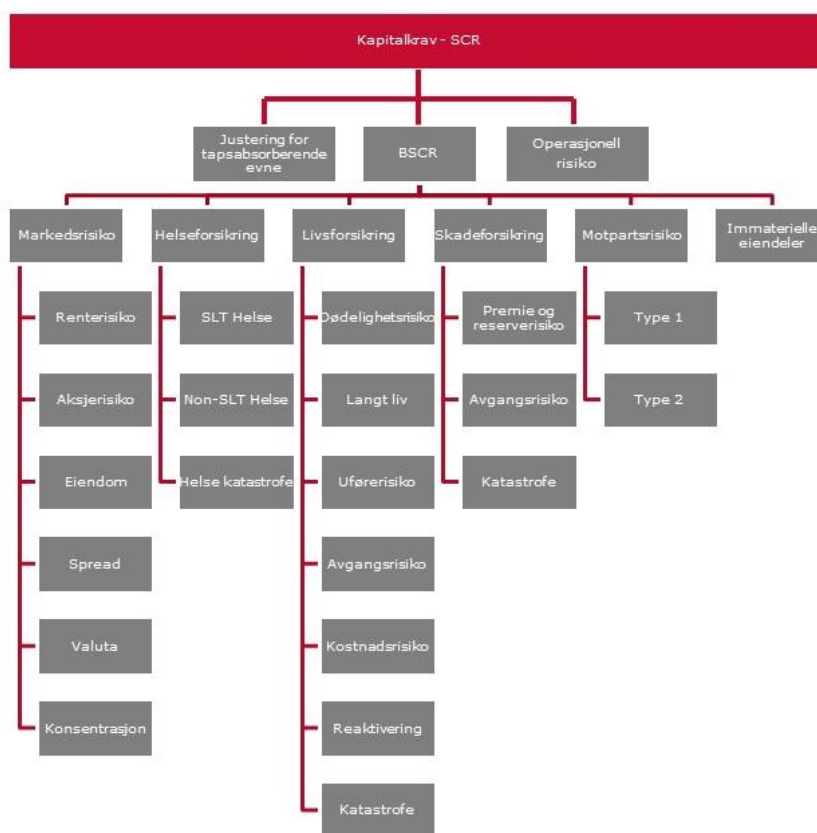 Kapitalkrav - SCR
Justering for
tapsabsorberende
evne
BSCR
Operasjonell
risiko
Markedsrisiko
Helseforsikring
Livsforsikring
Skadeforsikring
Motpartsrisiko
Immaterielle
eiendeler
Renterisiko
SLT Helse
Dødelighetsrisiko
Premie og
reserverisiko
Type 1
Aksjerisiko
Non-SLT Helse
Langt liv
Avgangsrisiko
Type 2
Eiendom
Helse katastrofe
Uførerisiko
Katastrofe
Spread
Avgangsrisiko
Valuta
Kostnadsrisiko
Konsentrasjon
Reaktivering
Katastrofe